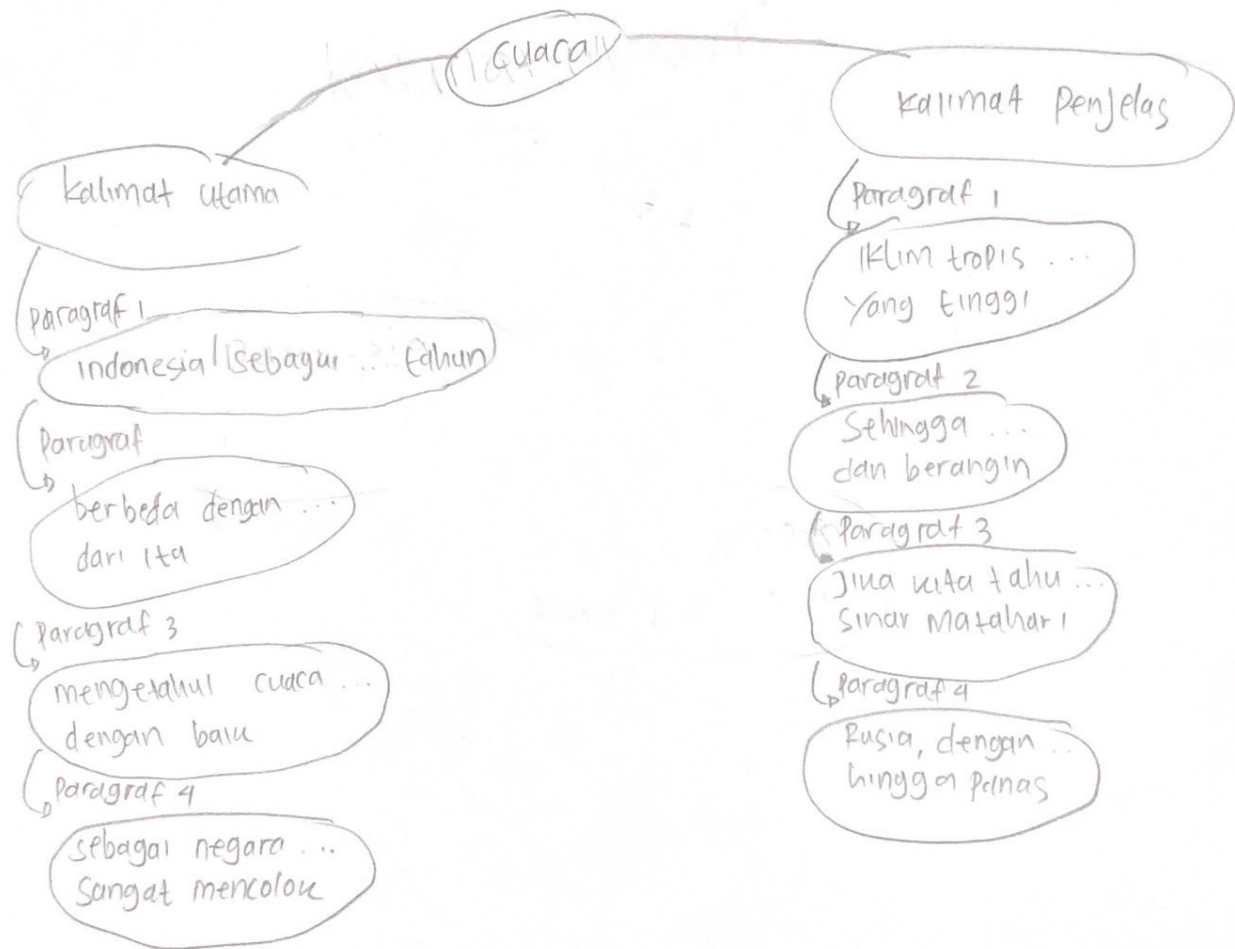 cuaca
kalimat utama
Paragraf 1
indonesia sebagai ... tahun
Paragraf
berbeda dengan ...
dari ita
Paragraf 3
mengetahui cuaca ...
dengan baik
Paragraf 4
sebagai negara ...
sangat mencolok
kalimat Penjelas
Paragraf 1
iklim tropis ...
yang tinggi
paragraf 2
Sehingga ...
dan berangin
Paragraf 3
Jika kita tahu ...
sinar matahari
Paragraf 4
Rusia, dengan ..
hingga panas